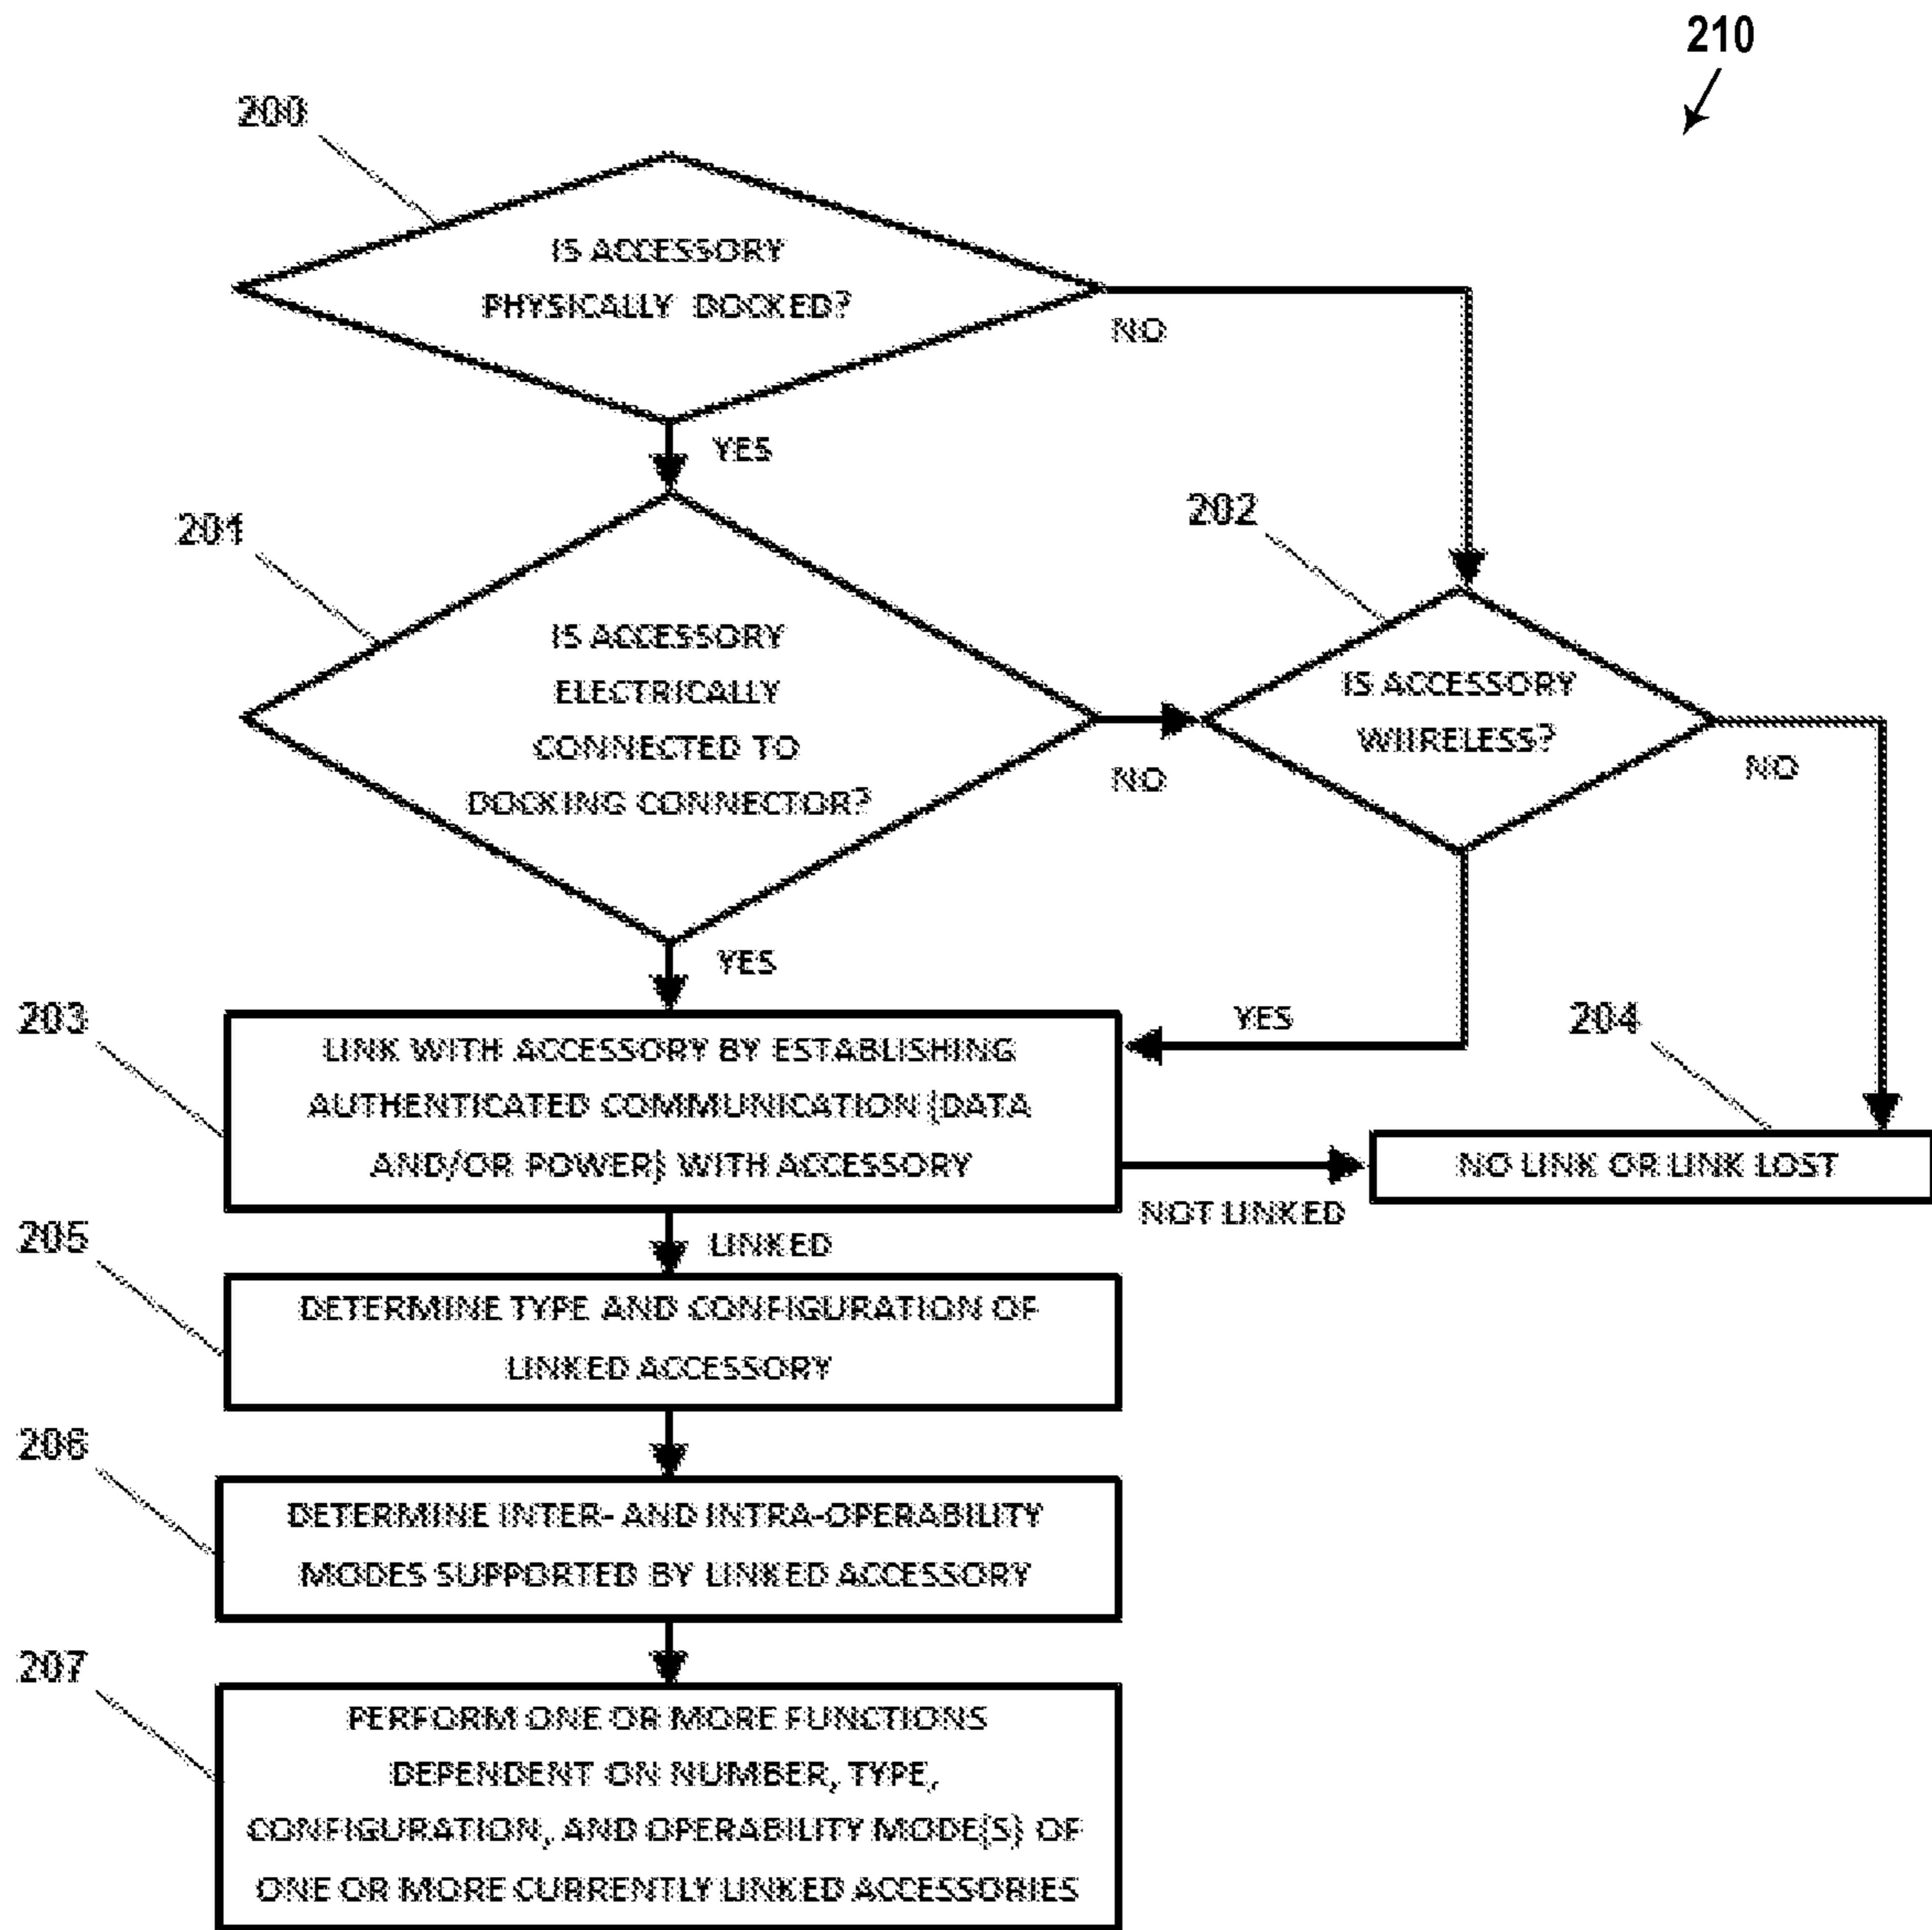 210
200
IS ACCESSORY
PHYSICALLY DOCKED?
NO
YES
201
202
IS ACCESSORY
ELECTRICALLY
CONNECTED TO
DOCKING CONNECTOR?
NO
IS ACCESSORY
WIIRELESS?
NO
YES
YES
203
LINK WITH ACCESSORY BY ESTABLISHING
AUTHENTICATED COMMUNICATION (DATA
AND/OR POWER) WITH ACCESSORY
204
NO LINK OR LINK LOST
NOT LINKED
LINKED
205
DETERMINE TYPE AND CONFIGURATION OF
LINKED ACCESSORY
206
DETERMINE INTER- AND INTRA-OPERABILITY
MODES SUPPORTED BY LINKED ACCESSORY
207
PERFORM ONE OR MORE FUNCTIONS
DEPENDENT ON NUMBER, TYPE,
CONFIGURATION, AND OPERABILITY MODE(S) OF
ONE OR MORE CURRENTLY LINKED ACCESSORIES